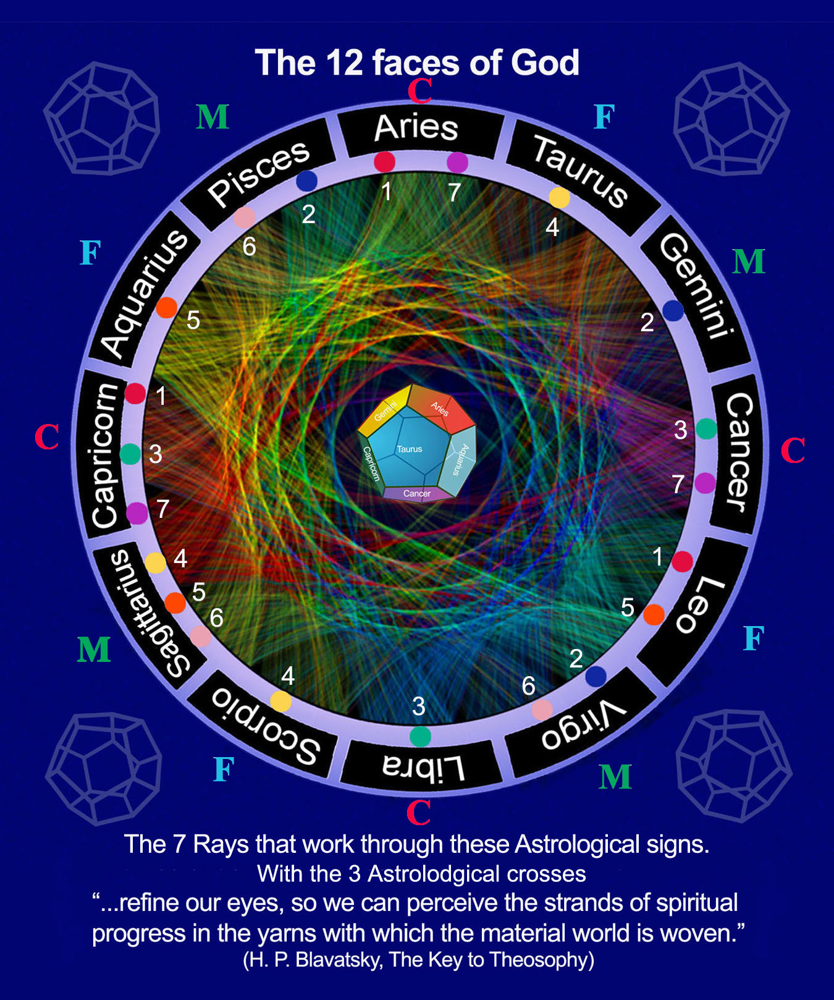 The 12 faces of God
C
M
F
Aries
Pisces
Taurus
1
7
2
4
6
F
Aquarius
Gemini
M
5
2
C
Capricorn
1
3
7
Cancer
C
3
7
Gemini
Aries
Taurus
Capricorn
Aquarius
Cancer
M
Sagittarius
4
5
6
1
5
Leo
F
F
Scorpio
4
3
Libra
C
2
6
Virgo
M
The 7 Rays that work through these Astrological signs.
With the 3 Astrolodgical crosses
“...refine our eyes, so we can perceive the strands of spiritual
progress in the yarns with which the material world is woven.”
(H. P. Blavatsky, The Key to Theosophy)